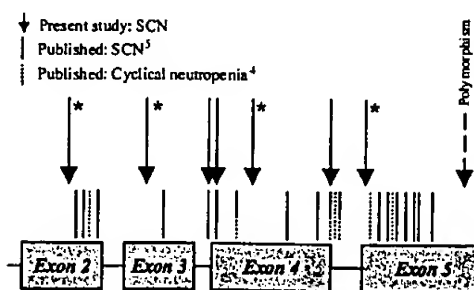 Present study: SCN
Published: SCN5
Published: Cyclical neutropenia4
Polymorphism
* * * *
Exon 2 Exon 3 Exon 4 Exon 5